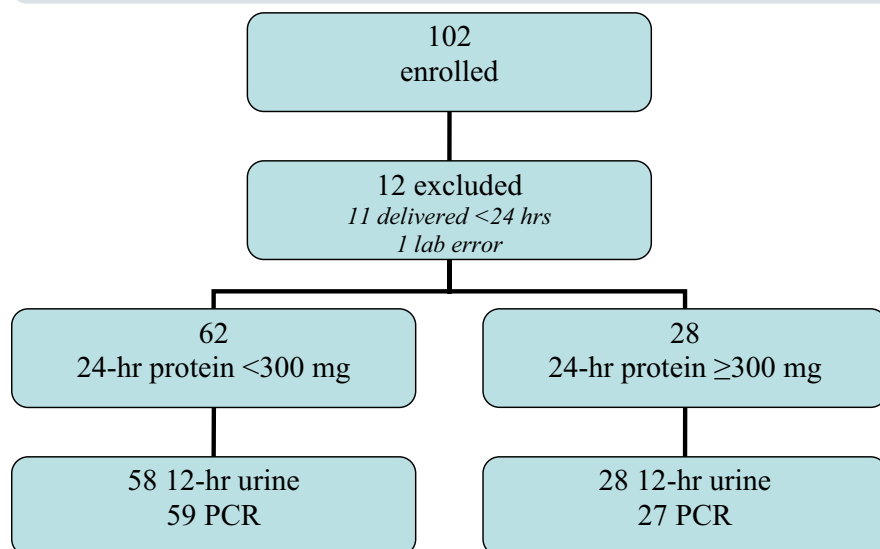 102
enrolled
12 excluded
11 delivered <24 hrs
1 lab error
62
24-hr protein <300 mg
28
24-hr protein ≥300 mg
58 12-hr urine
59 PCR
28 12-hr urine
27 PCR